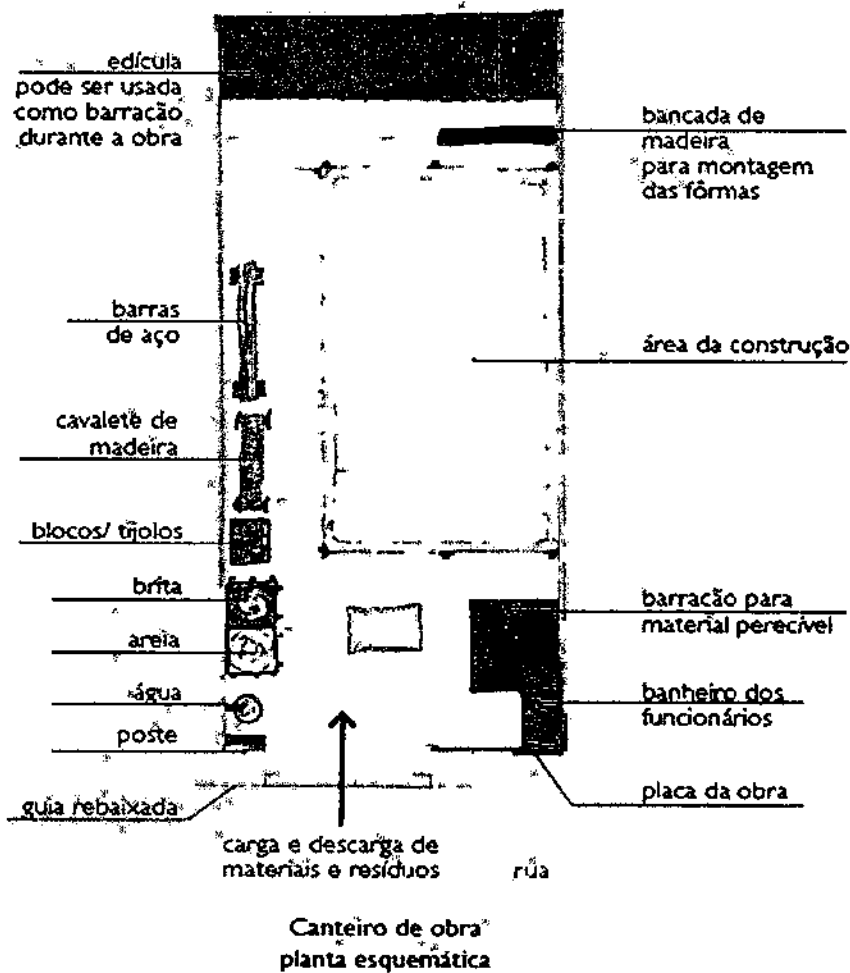 edícula
pode ser usada
como barracão
durante a obra
bancada de
madeira
para montagem
das fôrmas
barras
de aço
área da construção
cavalete de
madeira
blocos/ tijolos
brita
areia
água
poste
guia rebaixada
barracão para
material perecível
banheiro dos
funcionários
placa da obra
carga e descarga de
materiais e resíduos
rua
Canteiro de obra
planta esquemática